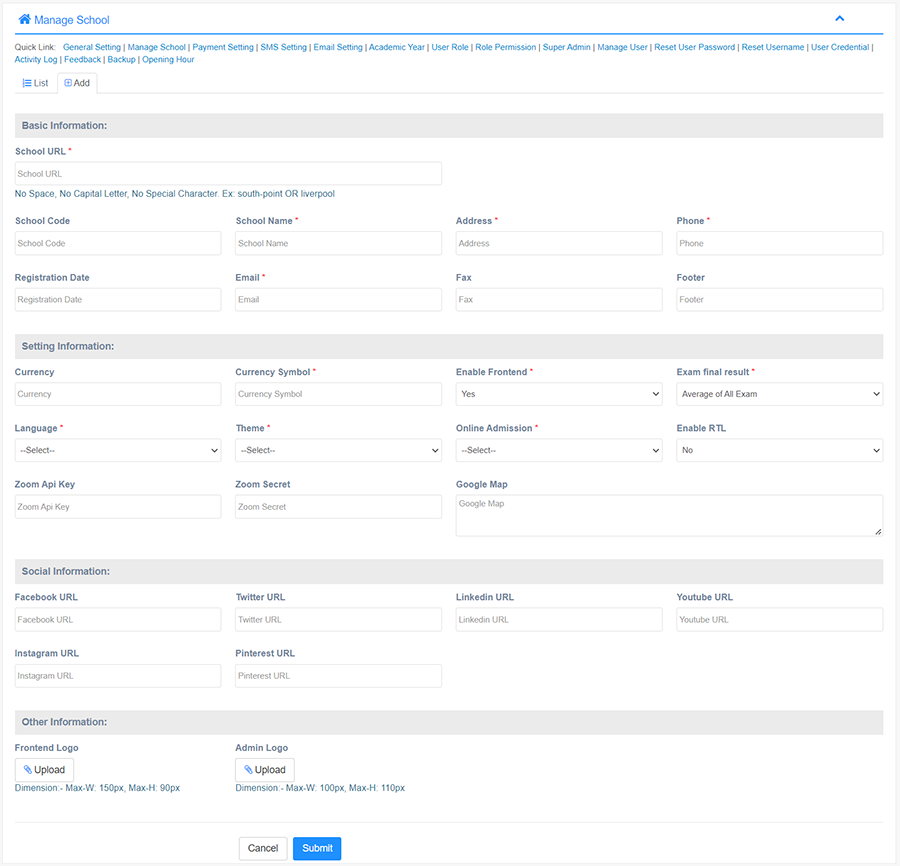 Manage School
Quick Link: General Setting | Manage School | Payment Setting | SMS Setting | Email Setting | Academic Year | User Role | Role Permission | Super Admin | Manage User | Reset User Password | Reset Username | User Credential |
Activity Log | Feedback | Backup | Opening Hour
List Add
Basic Information:
School URL *
School URL
No Space, No Capital Letter, No Special Character. Ex: south-point OR liverpool
School Code School Name * Address * Phone *
School Code School Name Address Phone
Registration Date Email * Fax Footer
Registration Date Email Fax Footer
Setting Information:
Currency Currency Symbol * Enable Frontend * Exam final result *
Currency Currency Symbol Yes Average of All Exam
Language * Theme * Online Admission * Enable RTL
--Select-- --Select-- --Select-- No
Zoom Api Key Zoom Secret Google Map
Zoom Api Key Zoom Secret Google Map
Social Information:
Facebook URL Twitter URL Linkedin URL Youtube URL
Facebook URL Twitter URL Linkedin URL Youtube URL
Instagram URL Pinterest URL
Instagram URL Pinterest URL
Other Information:
Frontend Logo Admin Logo
Upload Upload
Dimension:- Max-W: 150px, Max-H: 90px Dimension:- Max-W: 100px, Max-H: 110px
Cancel Submit